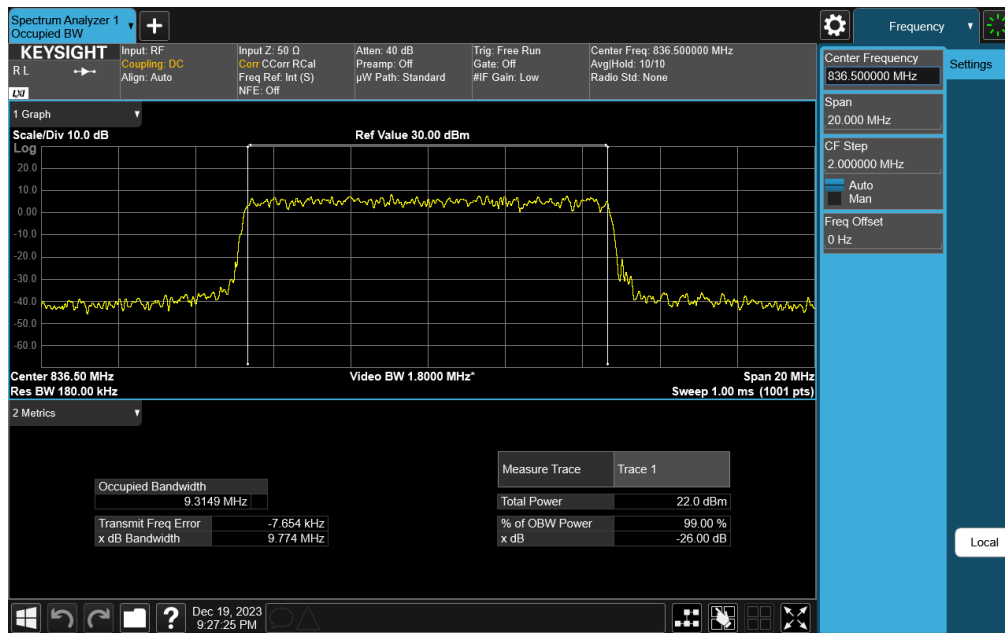 Spectrum Analyzer 1
Occupied BW
Frequency
KEYSIGHT
R L
LXI
Input: RF
Coupling: DC
Align: Auto
Input Z: 50 Ω
Corr CCorr RCal
Freq Ref: Int (S)
NFE: Off
Atten: 40 dB
Preamp: Off
µW Path: Standard
Trig: Free Run
Gate: Off
#IF Gain: Low
Center Freq: 836.500000 MHz
Avg|Hold: 10/10
Radio Std: None
Center Frequency
836.500000 MHz
Settings
Span
20.000 MHz
CF Step
2.000000 MHz
Auto
Man
Freq Offset
0 Hz
1 Graph
Scale/Div 10.0 dB
Ref Value 30.00 dBm
Log
20.0
10.0
0.00
-10.0
-20.0
-30.0
-40.0
-50.0
-60.0
Center 836.50 MHz
Video BW 1.8000 MHz*
Span 20 MHz
Res BW 180.00 kHz
Sweep 1.00 ms (1001 pts)
2 Metrics
Measure Trace Trace 1
Occupied Bandwidth
9.3149 MHz
Total Power 22.0 dBm
Transmit Freq Error -7.654 kHz
% of OBW Power 99.00 %
x dB Bandwidth 9.774 MHz
x dB -26.00 dB
Local
?
Dec 19, 2023
9:27:25 PM